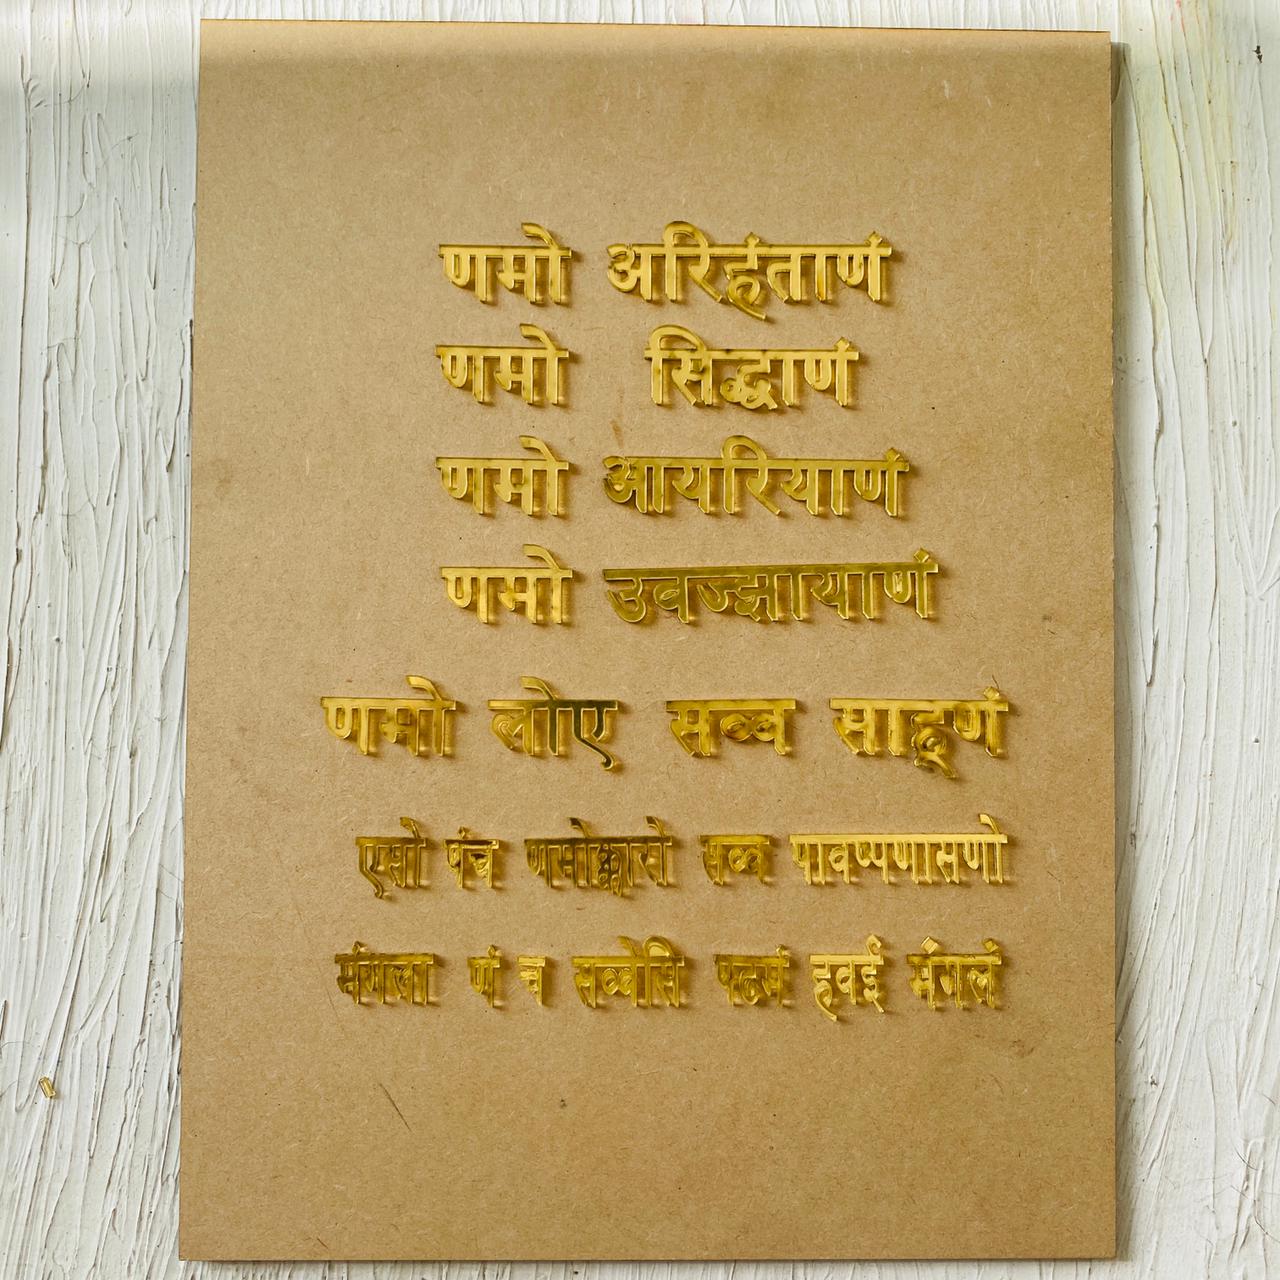 णमो अरिहंताणं
णमो सिद्धाणं
णमो आयरियाणं
णमो उवज्झायाणं
णमो लोए सव्व साहूणं
एसो पंच णमोक्कारो सव्व पावप्पणासणो
मंगला णं च सव्वेसिं पढमं हवई मंगलं